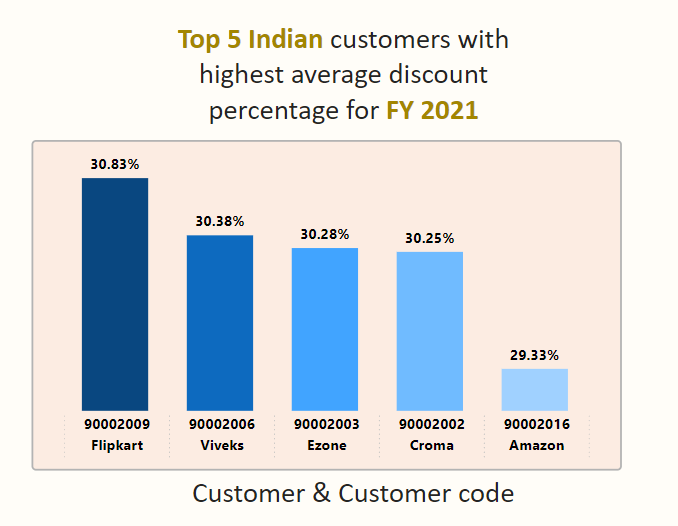 Top 5 Indian customers with
highest average discount
percentage for FY 2021
30.83%
30.38%
30.28%
30.25%
29.33%
90002009 90002006 90002003 90002002 90002016
Flipkart Viveks Ezone Croma Amazon
Customer & Customer code